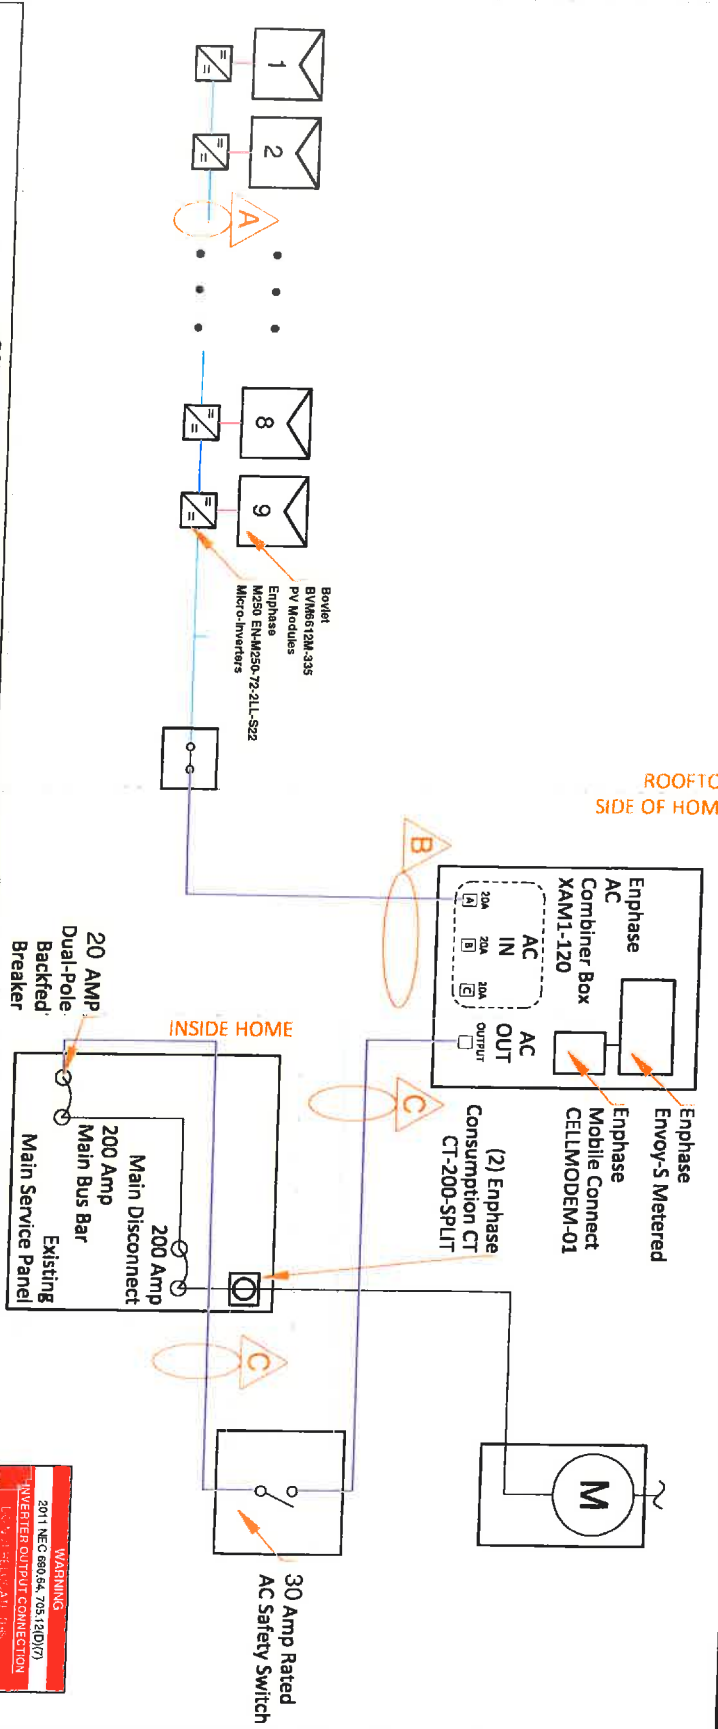 1
2
A
8
9
Boviet
BVM6612M-335
PV Modules
Enphase
M250 EN-M250-72-2LL-S22
Micro-Inverters
SIDE OF HOM
B
Enphase
AC
Combiner Box
XAM1-120
AC
IN
20A
20A
20A
A
B
C
AC
OUT
OUTPUT
Enphase
Envoy-S Metered
Enphase
Mobile Connect
CELLMODEM-01
C
(2) Enphase
Consumption CT
CT-200-SPLIT
INSIDE HOME
20 AMP
Dual-Pole
Backfed
Breaker
200 Amp
Main Disconnect
200 Amp
Main Bus Bar
Existing
Main Service Panel
C
M
30 Amp Rated
AC Safety Switch
WARNING
2011 NEC 690.64, 705.12(D)(7)
INVERTER OUTPUT CONNECTION